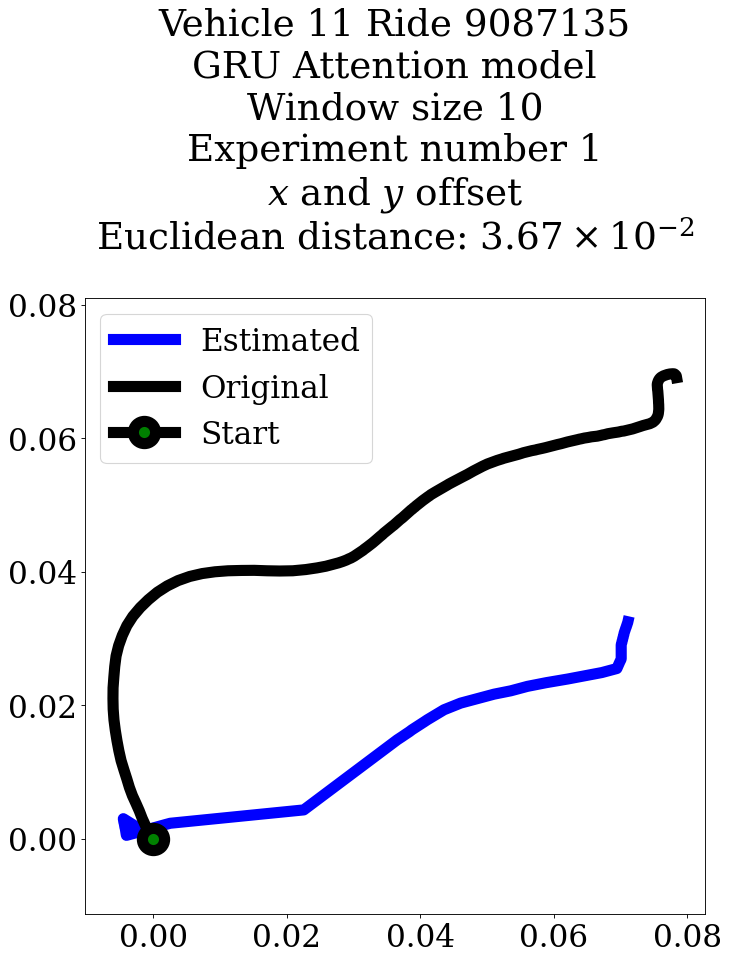 Vehicle 11 Ride 9087135
GRU Attention model
Window size 10
Experiment number 1
x and y offset
Euclidean distance: 3.67 × 10⁻²
0.08
0.06
0.04
0.02
0.00
Estimated
Original
Start
0.00 0.02 0.04 0.06 0.08